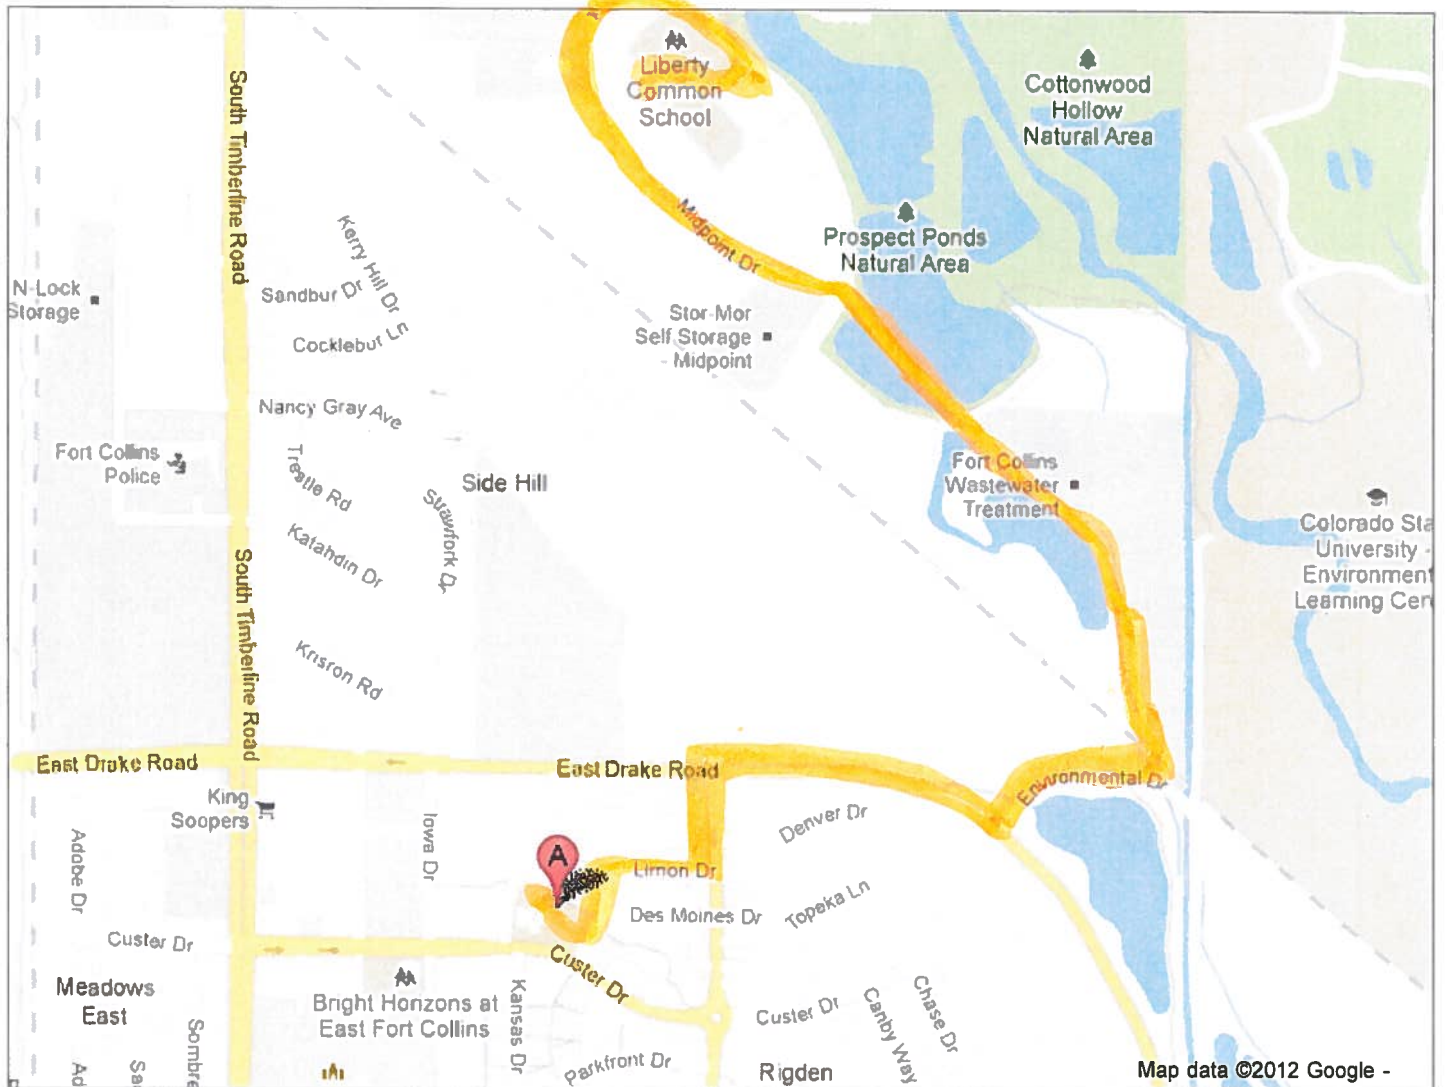 Liberty
Common
School
Cottonwood
Hollow
Natural Area
South Timberline Road
Midpoint Dr
Prospect Ponds
Natural Area
Kerry Hill Dr
N-Lock
Storage
Sandbur Dr
Cocklebur Ln
Stor-Mor
Self Storage
- Midpoint
Nancy Gray Ave
Fort Collins
Police
Trestle Rd
Side Hill
Strawfork Dr
Fort Collins
Wastewater
Treatment
Colorado Sta
University -
Environment
Learning Cen
Katahdin Dr
South Timberline Road
Krisron Rd
East Drake Road
East Drake Road
Environmental Dr
King
Soopers
Adobe Dr
Iowa Dr
A
Denver Dr
Limon Dr
Des Moines Dr
Topeka Ln
Custer Dr
Custer Dr
Meadows
East
Bright Horizons at
East Fort Collins
Kansas Dr
Custer Dr
Canby Way
Chase Dr
Sombre
Parkfront Dr
Rigden
Ad
Sa
Map data ©2012 Google -